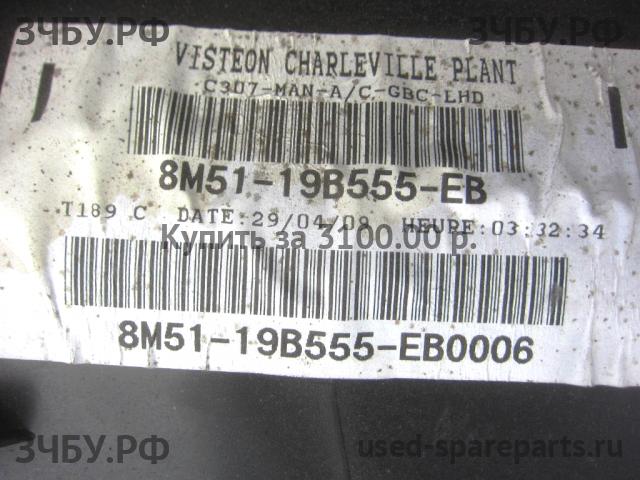 ЗЧБУ.РФ
ЗЧБУ.РФ
VISTEON CHARLEVILLE PLANT
C307-MAN-A/C-GBC-LHD
8M51-19B555-EB
T189 C DATE:29/04/08 HEURE:03:32:34
Купить за 3100.00 р.
8M51-19B555-EB0006
ЗЧБУ.РФ
used-spareparts.ru